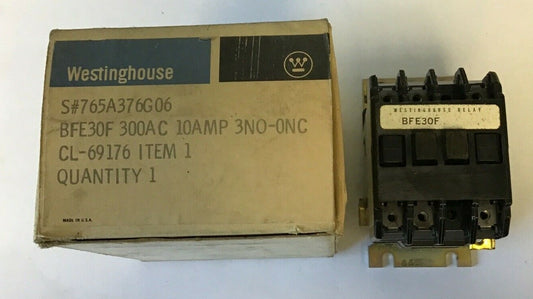 Westinghouse
S#765A376G06
BFE30F 300AC 10AMP 3NO-0NC
CL-69176 ITEM 1
QUANTITY 1
MADE IN U.S.A.
WESTINGHOUSE RELAY
BFE30F